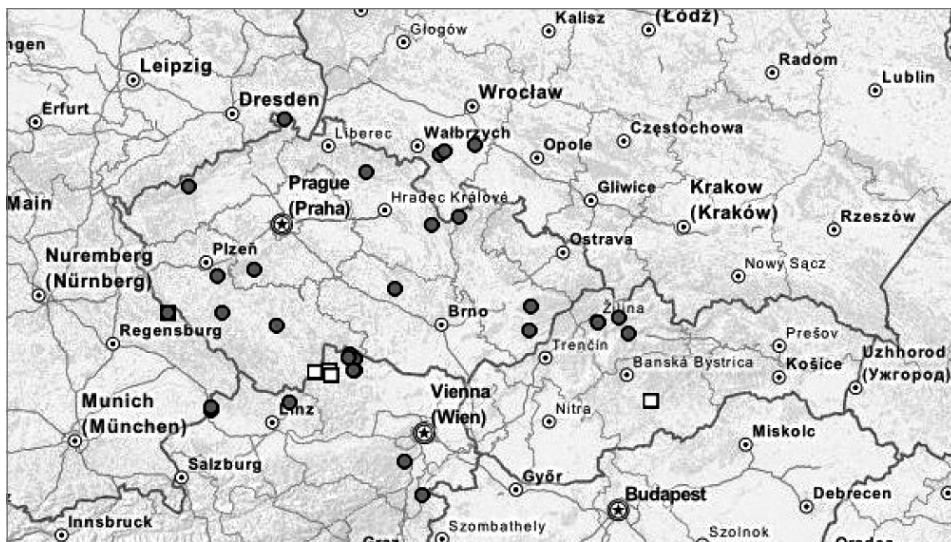 Kalisz
(Łódź)
Głogów
ngen
Leipzig
Radom
Lublin
Dresden
Wrocław
Erfurt
Liberec
Wałbrzych
Częstochowa
Opole
Prague
(Praha)
Hradec Králové
Gliwice
Krakow
(Kraków)
Main
Rzeszów
Nuremberg
(Nürnberg)
Plzeň
Ostrava
Nowy Sącz
Regensburg
Brno
Žilina
Prešov
Trenčín
Banská Bystrica
Košice
Uzhhorod
(Ужгород)
Munich
(München)
Linz
Vienna
(Wien)
Nitra
Miskolc
Salzburg
Győr
Budapest
Debrecen
Innsbruck
Szombathely
Szolnok
Graz